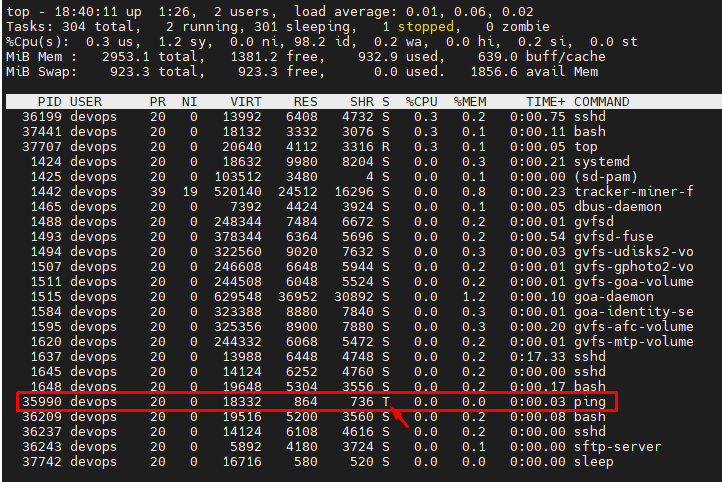 top - 18:40:11 up  1:26,  2 users,  load average: 0.01, 0.06, 0.02
Tasks: 304 total,   2 running, 301 sleeping,   1 stopped,   0 zombie
%Cpu(s):  0.3 us,  1.2 sy,  0.0 ni, 98.2 id,  0.2 wa,  0.0 hi,  0.2 si,  0.0 st
MiB Mem :   2953.1 total,   1381.2 free,    932.9 used,    639.0 buff/cache
MiB Swap:    923.3 total,    923.3 free,      0.0 used.   1856.6 avail Mem
PID USER      PR  NI    VIRT    RES    SHR S  %CPU  %MEM     TIME+ COMMAND
36199 devops    20   0   13992   6408   4732 S   0.3   0.2   0:00.75 sshd
37441 devops    20   0   18132   3332   3076 S   0.3   0.1   0:00.11 bash
37707 devops    20   0   20640   4112   3316 R   0.3   0.1   0:00.05 top
1424 devops    20   0   18632   9980   8204 S   0.0   0.3   0:00.21 systemd
1425 devops    20   0  103512   3480      4 S   0.0   0.1   0:00.00 (sd-pam)
1442 devops    39  19  520140  24512  16296 S   0.0   0.8   0:00.23 tracker-miner-f
1465 devops    20   0    7392   4424   3924 S   0.0   0.1   0:00.05 dbus-daemon
1488 devops    20   0  248344   7484   6672 S   0.0   0.2   0:00.01 gvfsd
1493 devops    20   0  378344   6364   5696 S   0.0   0.2   0:00.54 gvfsd-fuse
1494 devops    20   0  322560   9020   7632 S   0.0   0.3   0:00.03 gvfs-udisks2-vo
1507 devops    20   0  246608   6648   5944 S   0.0   0.2   0:00.01 gvfs-gphoto2-vo
1511 devops    20   0  244508   6048   5524 S   0.0   0.2   0:00.01 gvfs-goa-volume
1515 devops    20   0  629548  36952  30892 S   0.0   1.2   0:00.10 goa-daemon
1584 devops    20   0  323388   8880   7840 S   0.0   0.3   0:00.01 goa-identity-se
1595 devops    20   0  325356   8900   7880 S   0.0   0.3   0:00.20 gvfs-afc-volume
1620 devops    20   0  244332   6068   5472 S   0.0   0.2   0:00.01 gvfs-mtp-volume
1637 devops    20   0   13988   6448   4748 S   0.0   0.2   0:17.33 sshd
1645 devops    20   0   14124   6252   4760 S   0.0   0.2   0:00.00 sshd
1648 devops    20   0   19648   5304   3556 S   0.0   0.2   0:00.17 bash
35990 devops    20   0   18332    864    736 T   0.0   0.0   0:00.03 ping
36209 devops    20   0   19516   5200   3560 S   0.0   0.2   0:00.08 bash
36237 devops    20   0   14124   6108   4616 S   0.0   0.2   0:00.00 sshd
36243 devops    20   0    5892   4180   3724 S   0.0   0.1   0:00.00 sftp-server
37742 devops    20   0   16716    580    520 S   0.0   0.0   0:00.00 sleep